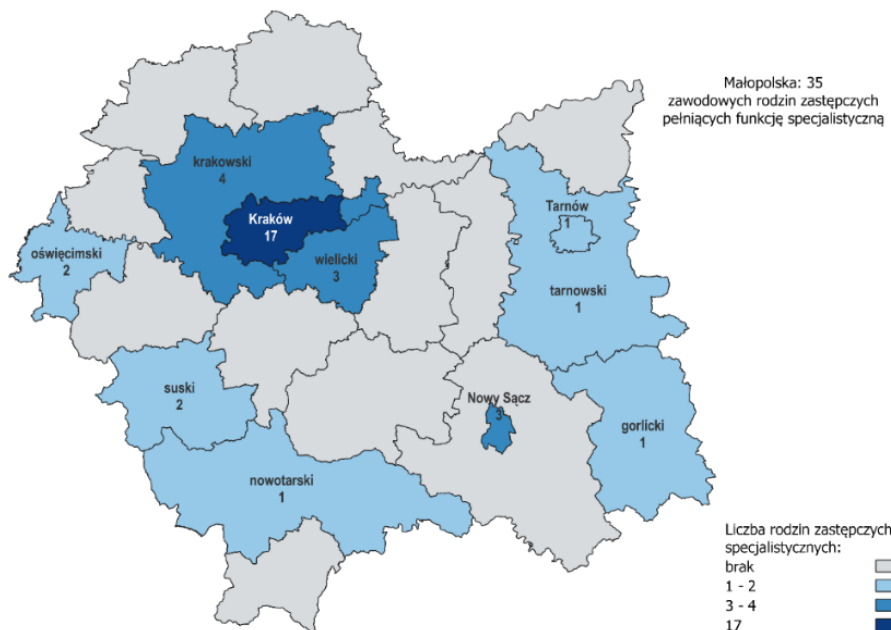 Małopolska: 35
zawodowych rodzin zastępczych
pełniących funkcję specjalistyczną
krakowski
4
Kraków
17
wielicki
3
oświęcimski
2
Tarnów
1
tarnowski
1
suski
2
Nowy Sącz
3
gorlicki
1
nowotarski
1
Liczba rodzin zastępczych
specjalistycznych:
brak
1 - 2
3 - 4
17